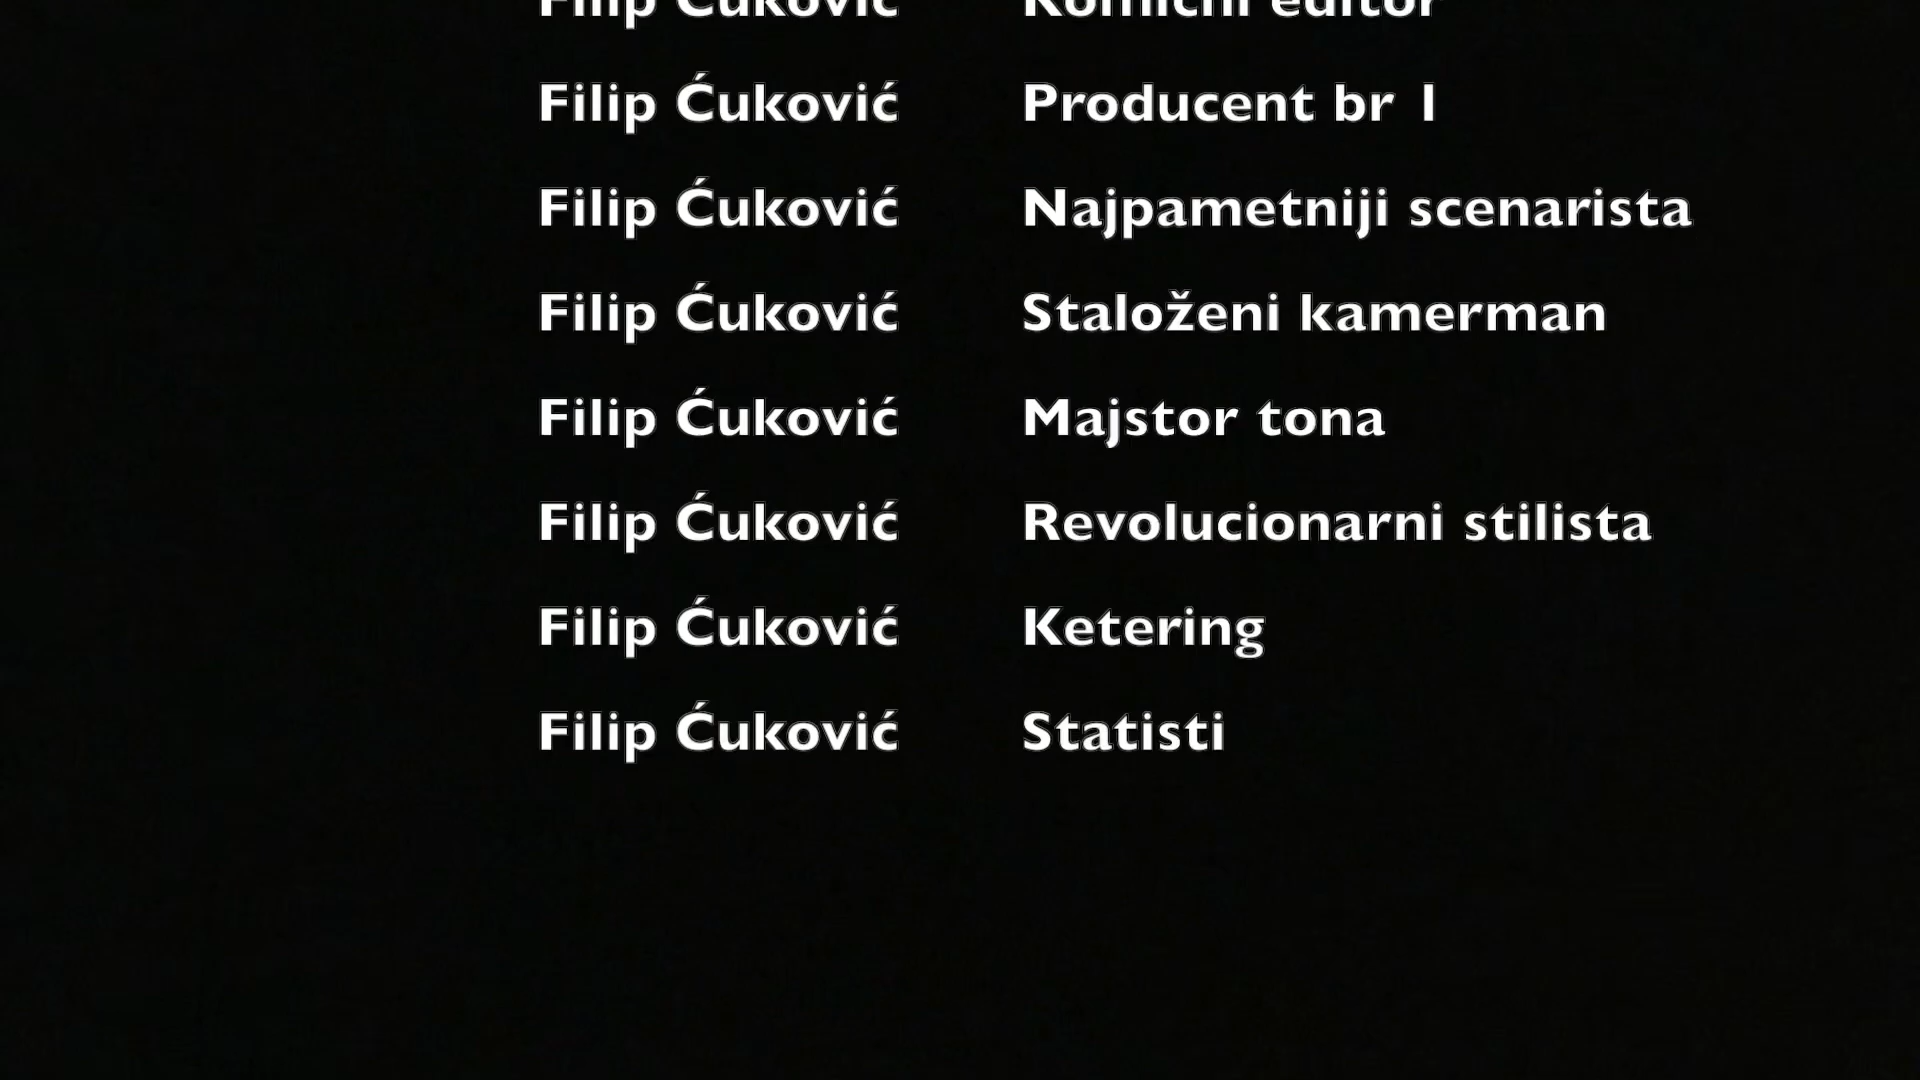 Filip Ćuković Komični editor
Filip Ćuković Producent br 1
Filip Ćuković Najpametniji scenarista
Filip Ćuković Staloženi kamerman
Filip Ćuković Majstor tona
Filip Ćuković Revolucionarni stilista
Filip Ćuković Ketering
Filip Ćuković Statisti